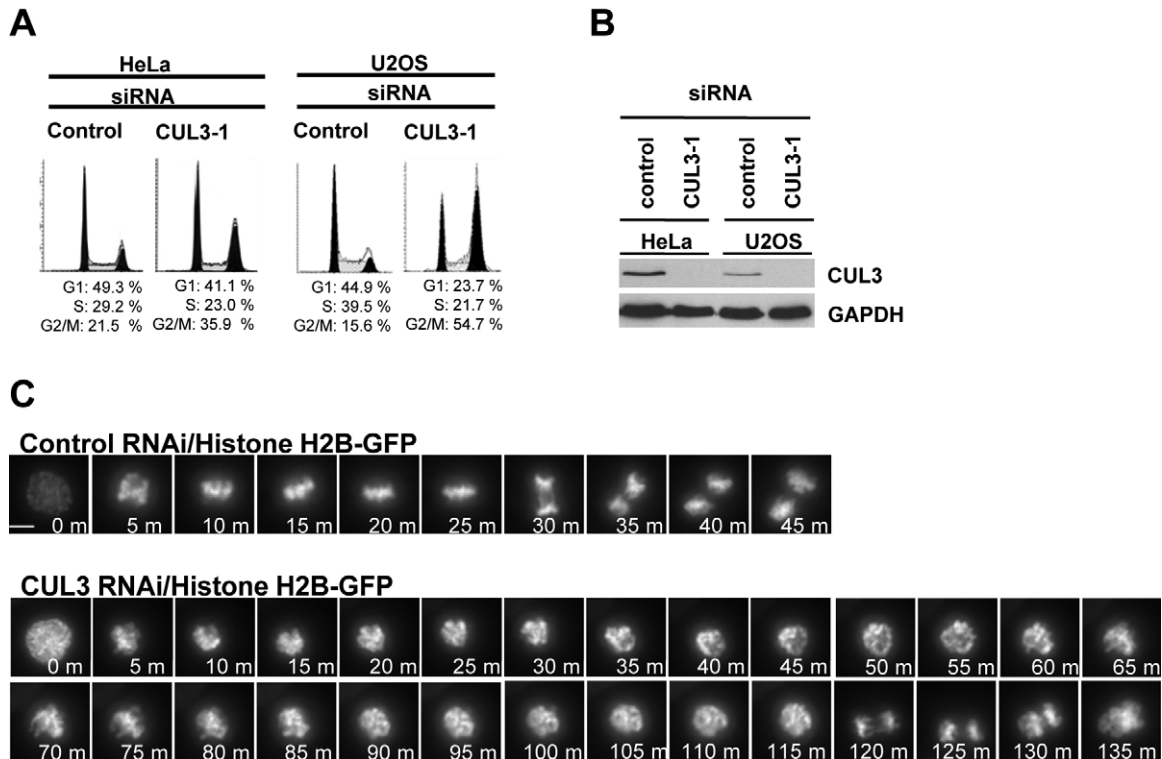 A
HeLa
siRNA
Control CUL3-1
G1: 49.3 %
S: 29.2 %
G2/M: 21.5 %
G1: 41.1 %
S: 23.0 %
G2/M: 35.9 %
U2OS
siRNA
Control CUL3-1
G1: 44.9 %
S: 39.5 %
G2/M: 15.6 %
G1: 23.7 %
S: 21.7 %
G2/M: 54.7 %
B
siRNA
control CUL3-1 control CUL3-1
HeLa U2OS
CUL3
GAPDH
C
Control RNAi/Histone H2B-GFP
0 m 5 m 10 m 15 m 20 m 25 m 30 m 35 m 40 m 45 m
CUL3 RNAi/Histone H2B-GFP
0 m 5 m 10 m 15 m 20 m 25 m 30 m 35 m 40 m 45 m 50 m 55 m 60 m 65 m
70 m 75 m 80 m 85 m 90 m 95 m 100 m 105 m 110 m 115 m 120 m 125 m 130 m 135 m